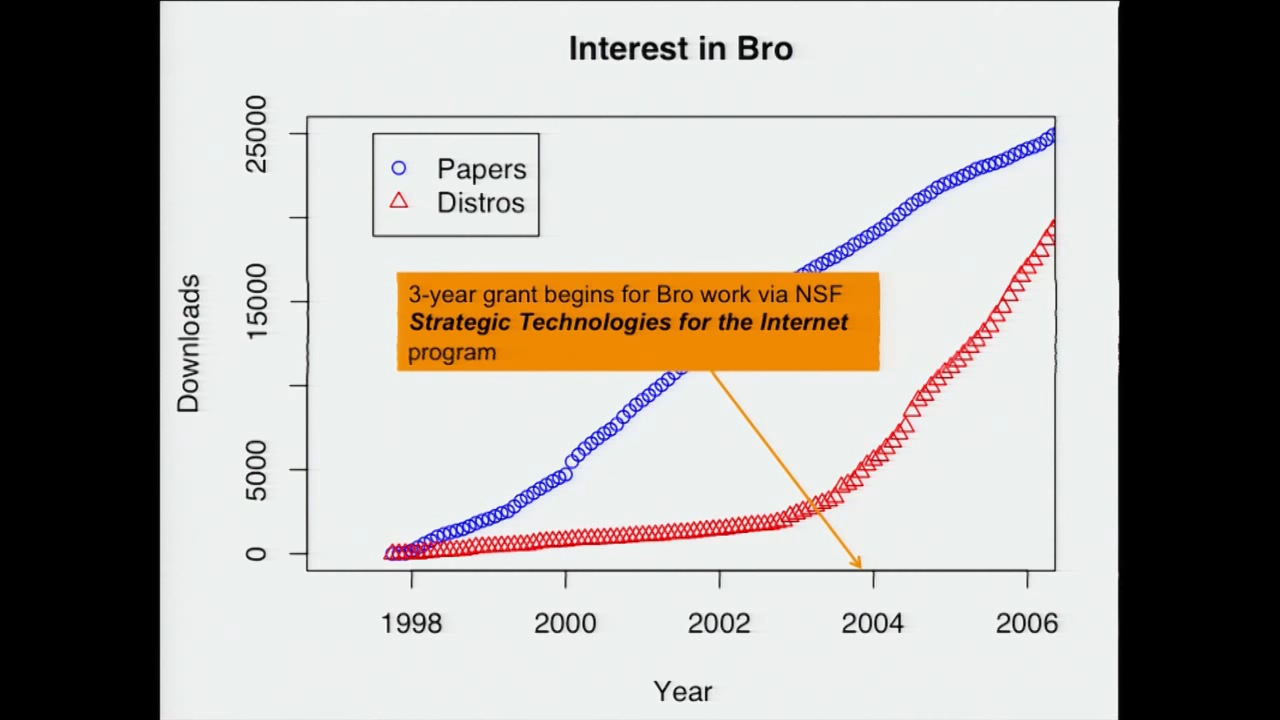 Interest in Bro
25000
15000
5000
0
Downloads
Papers
Distros
3-year grant begins for Bro work via NSF
Strategic Technologies for the Internet
program
1998 2000 2002 2004 2006
Year